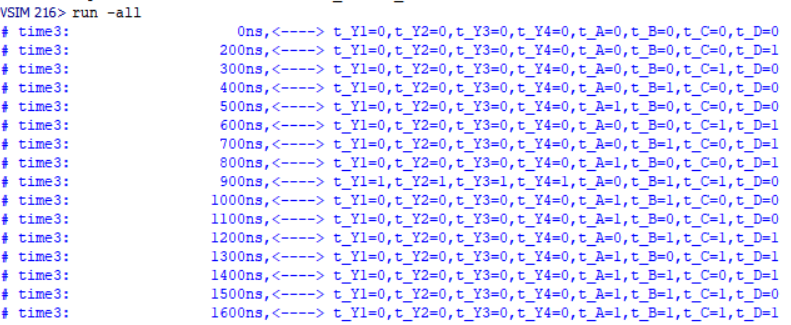 VSIM 216> run -all
# time3: 0ns,<----> t_Y1=0,t_Y2=0,t_Y3=0,t_Y4=0,t_A=0,t_B=0,t_C=0,t_D=0
# time3: 200ns,<----> t_Y1=0,t_Y2=0,t_Y3=0,t_Y4=0,t_A=0,t_B=0,t_C=0,t_D=1
# time3: 300ns,<----> t_Y1=0,t_Y2=0,t_Y3=0,t_Y4=0,t_A=0,t_B=0,t_C=1,t_D=0
# time3: 400ns,<----> t_Y1=0,t_Y2=0,t_Y3=0,t_Y4=0,t_A=0,t_B=1,t_C=0,t_D=0
# time3: 500ns,<----> t_Y1=0,t_Y2=0,t_Y3=0,t_Y4=0,t_A=1,t_B=0,t_C=0,t_D=0
# time3: 600ns,<----> t_Y1=0,t_Y2=0,t_Y3=0,t_Y4=0,t_A=0,t_B=0,t_C=1,t_D=1
# time3: 700ns,<----> t_Y1=0,t_Y2=0,t_Y3=0,t_Y4=0,t_A=0,t_B=1,t_C=0,t_D=1
# time3: 800ns,<----> t_Y1=0,t_Y2=0,t_Y3=0,t_Y4=0,t_A=1,t_B=0,t_C=0,t_D=1
# time3: 900ns,<----> t_Y1=1,t_Y2=1,t_Y3=1,t_Y4=1,t_A=0,t_B=1,t_C=1,t_D=0
# time3: 1000ns,<----> t_Y1=0,t_Y2=0,t_Y3=0,t_Y4=0,t_A=1,t_B=1,t_C=0,t_D=0
# time3: 1100ns,<----> t_Y1=0,t_Y2=0,t_Y3=0,t_Y4=0,t_A=1,t_B=0,t_C=1,t_D=0
# time3: 1200ns,<----> t_Y1=0,t_Y2=0,t_Y3=0,t_Y4=0,t_A=0,t_B=1,t_C=1,t_D=1
# time3: 1300ns,<----> t_Y1=0,t_Y2=0,t_Y3=0,t_Y4=0,t_A=1,t_B=0,t_C=1,t_D=1
# time3: 1400ns,<----> t_Y1=0,t_Y2=0,t_Y3=0,t_Y4=0,t_A=1,t_B=1,t_C=0,t_D=1
# time3: 1500ns,<----> t_Y1=0,t_Y2=0,t_Y3=0,t_Y4=0,t_A=1,t_B=1,t_C=1,t_D=0
# time3: 1600ns,<----> t_Y1=0,t_Y2=0,t_Y3=0,t_Y4=0,t_A=1,t_B=1,t_C=1,t_D=1